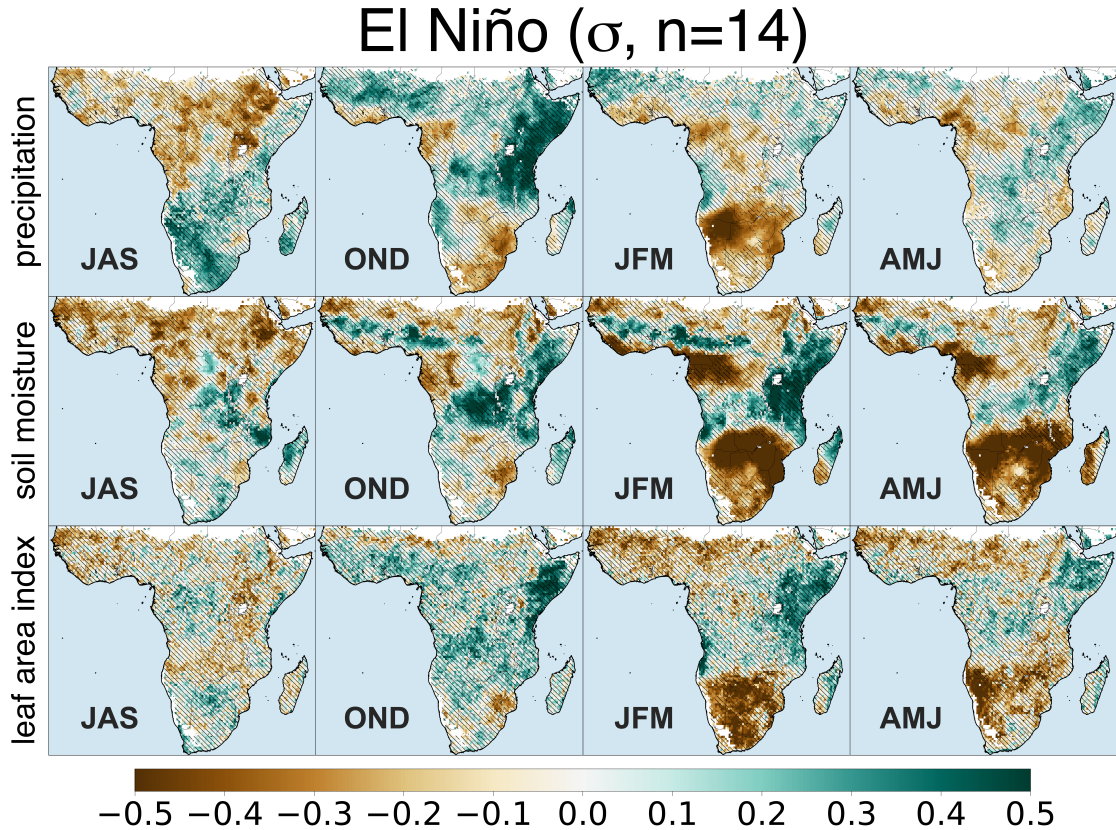 El Niño (σ, n=14)
precipitation
JAS OND JFM AMJ
soil moisture
JAS OND JFM AMJ
leaf area index
JAS OND JFM AMJ
−0.5 −0.4 −0.3 −0.2 −0.1 0.0 0.1 0.2 0.3 0.4 0.5